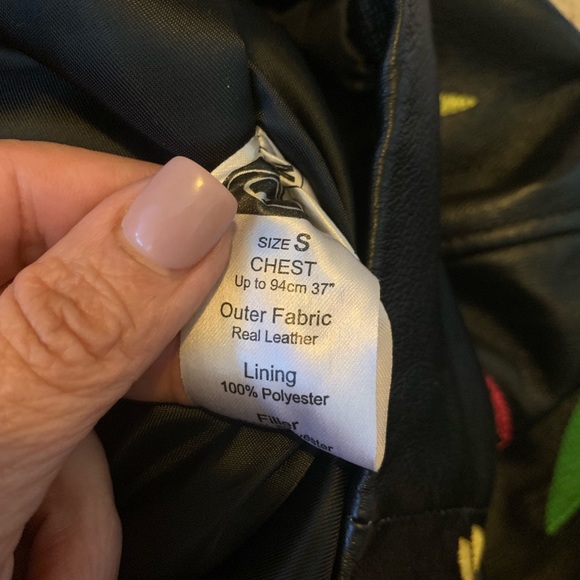 SIZE S
CHEST
Up to 94cm 37"
Outer Fabric
Real Leather
Lining
100% Polyester
Filler